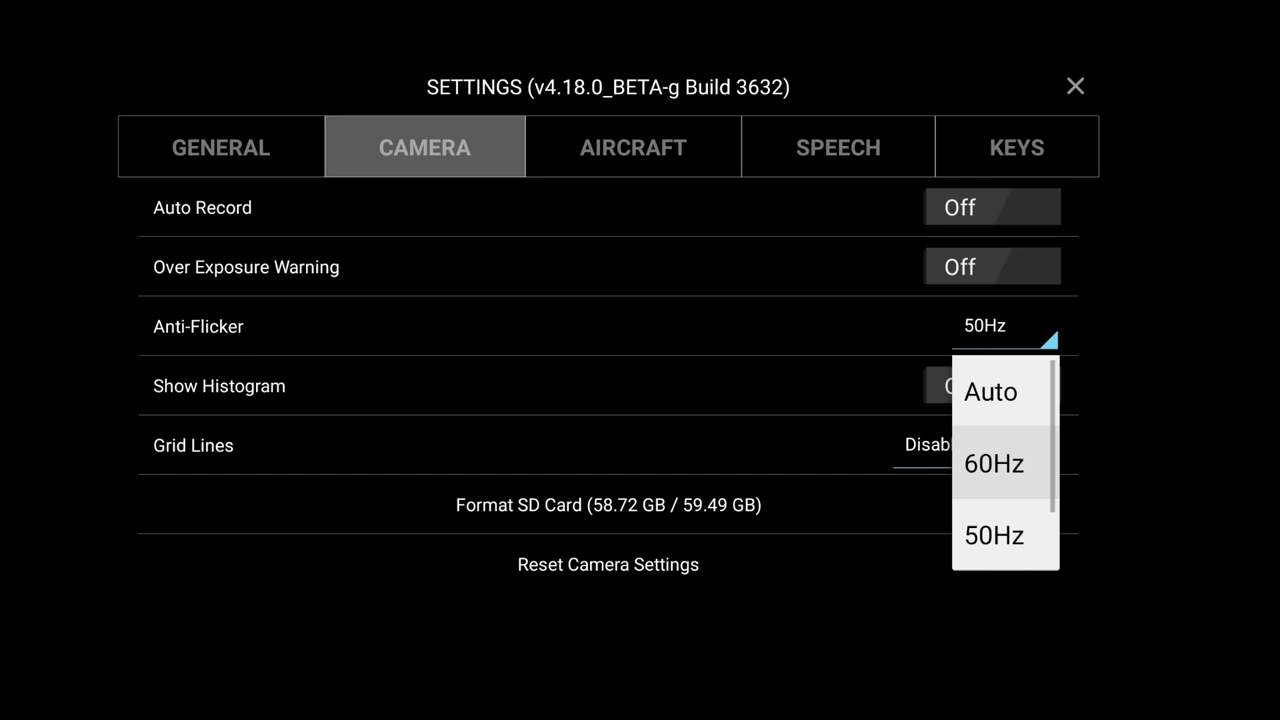 SETTINGS (v4.18.0_BETA-g Build 3632)
GENERAL CAMERA AIRCRAFT SPEECH KEYS
Auto Record Off
Over Exposure Warning Off
Anti-Flicker 50Hz
Show Histogram
Auto
Grid Lines
60Hz
Format SD Card (58.72 GB / 59.49 GB)
50Hz
Reset Camera Settings